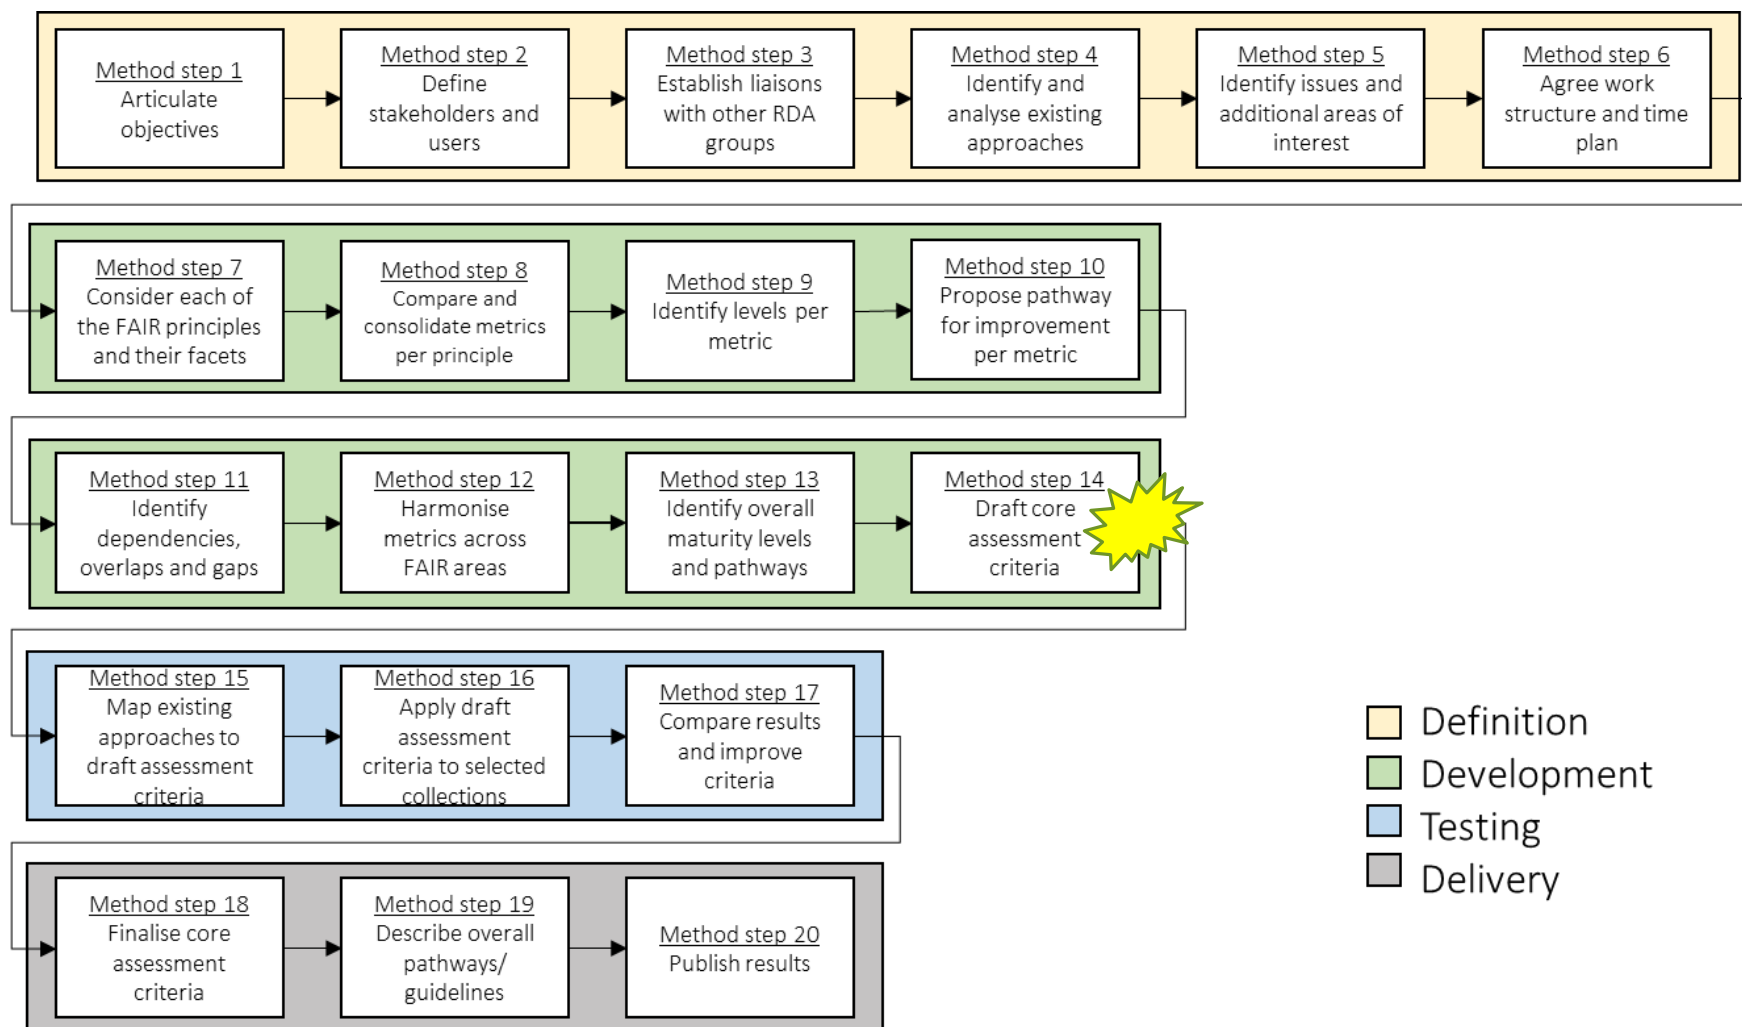 Method step 1
Articulate
objectives
Method step 2
Define
stakeholders and
users
Method step 3
Establish liaisons
with other RDA
groups
Method step 4
Identify and
analyse existing
approaches
Method step 5
Identify issues and
additional areas of
interest
Method step 6
Agree work
structure and time
plan
Method step 7
Consider each of
the FAIR principles
and their facets
Method step 8
Compare and
consolidate metrics
per principle
Method step 9
Identify levels per
metric
Method step 10
Propose pathway
for improvement
per metric
Method step 11
Identify
dependencies,
overlaps and gaps
Method step 12
Harmonise
metrics across
FAIR areas
Method step 13
Identify overall
maturity levels
and pathways
Method step 14
Draft core
assessment
criteria
Method step 15
Map existing
approaches to
draft assessment
criteria
Method step 16
Apply draft
assessment
criteria to selected
collections
Method step 17
Compare results
and improve
criteria
Method step 18
Finalise core
assessment
criteria
Method step 19
Describe overall
pathways/
guidelines
Method step 20
Publish results
Definition
Development
Testing
Delivery